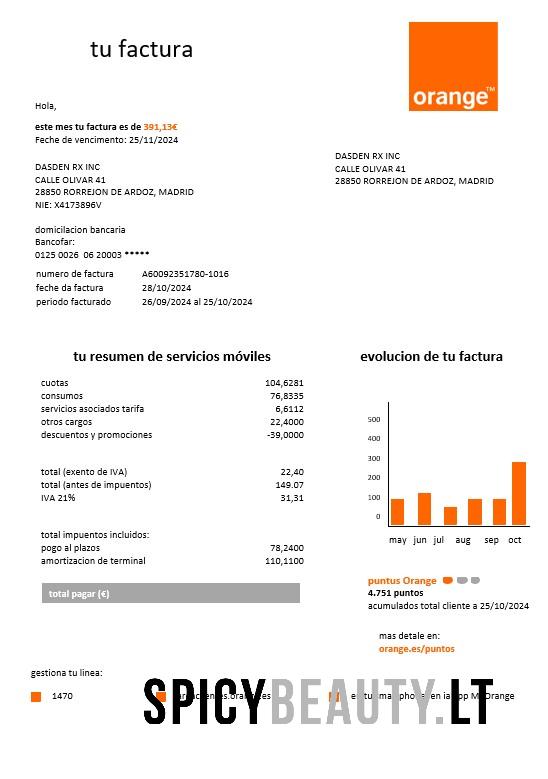 tu factura
orange™
Hola,
este mes tu factura es de 391,13€
Feche de vencimento: 25/11/2024
DASDEN RX INC
CALLE OLIVAR 41
28850 RORREJON DE ARDOZ, MADRID
DASDEN RX INC
CALLE OLIVAR 41
28850 RORREJON DE ARDOZ, MADRID
NIE: X4173896V
domicilacion bancaria
Bancofar:
0125 0026 06 20003 *****
numero de factura A60092351780-1016
feche da factura 28/10/2024
periodo facturado 26/09/2024 al 25/10/2024
tu resumen de servicios móviles
cuotas 104,6281
consumos 76,8335
servicios asociados tarifa 6,6112
otros cargos 22,4000
descuentos y promociones -39,0000
total (exento de IVA) 22,40
total (antes de impuentos) 149.07
IVA 21% 31,31
total impuentos incluidos:
pogo al plazos 78,2400
amortizacion de terminal 110,1100
total pagar (€)
evolucion de tu factura
500
400
300
200
100
0
may jun jul aug sep oct
puntus Orange
4.751 puntos
acumulados total cliente a 25/10/2024
mas detale en:
orange.es/puntos
gestiona tu linea:
1470
SPICYBEAUTY.LT